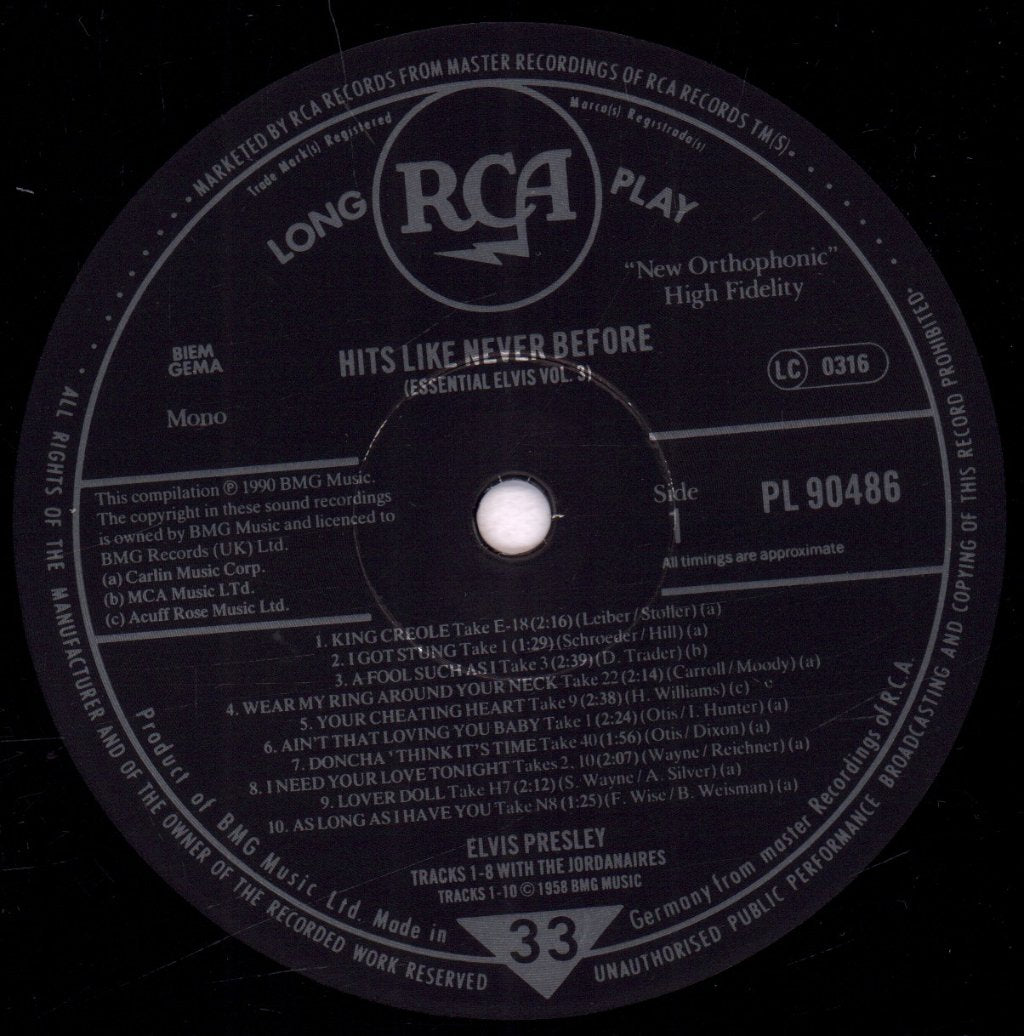 MARKETED BY RCA RECORDS FROM MASTER RECORDINGS OF RCA RECORDS TM(S).
Trade Mark(s) Registered
Marca(s) Registrada(s)
LONG
RCA
PLAY
"New Orthophonic"
High Fidelity
HITS LIKE NEVER BEFORE
(ESSENTIAL ELVIS VOL. 3)
BIEM
GEMA
LC 0316
Mono
This compilation ℗ 1990 BMG Music.
The copyright in these sound recordings
is owned by BMG Music and licenced to
BMG Records (UK) Ltd.
(a) Carlin Music Corp.
(b) MCA Music LTd.
(c) Acuff Rose Music Ltd.
Side
1
PL 90486
All timings are approximate
1. KING CREOLE Take E-18 (2:16) (Leiber/Stoller) (a)
2. I GOT STUNG Take 1 (1:29) (Schroeder/Hill) (a)
3. A FOOL SUCH AS I Take 3 (2:39) (D. Trader) (b)
4. WEAR MY RING AROUND YOUR NECK Take 22 (2:14) (Carroll/Moody) (a)
5. YOUR CHEATING HEART Take 9 (2:38) (H. Williams) (c)
6. AIN'T THAT LOVING YOU BABY Take 1 (2:24) (Otis/I. Hunter) (a)
7. DONCHA 'THINK IT'S TIME Take 40 (1:56) (Otis/Dixon) (a)
8. I NEED YOUR LOVE TONIGHT Takes 2, 10 (2:07) (Wayne/Reichner) (a)
9. LOVER DOLL Take H7 (2:12) (S. Wayne/A. Silver) (a)
10. AS LONG AS I HAVE YOU Take N8 (1:25) (F. Wise/B. Weisman) (a)
ELVIS PRESLEY
TRACKS 1-8 WITH THE JORDANAIRES
TRACKS 1-10 © 1958 BMG MUSIC
33
Product of BMG Music Ltd. Made in Germany from master Recordings of R.C.A.
ALL RIGHTS OF THE MANUFACTURER AND OF THE OWNER OF THE RECORDED WORK RESERVED
UNAUTHORISED PUBLIC PERFORMANCE BROADCASTING AND COPYING OF THIS RECORD PROHIBITED.